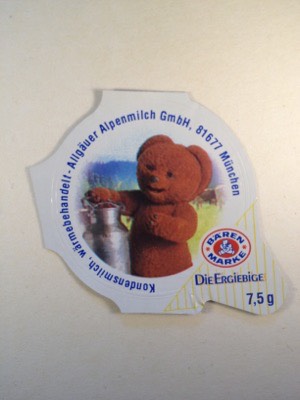 Kondensmilch, wärmebehandelt - Allgäuer Alpenmilch GmbH, 81677 München
BÄREN
MARKE
DIE ERGIEBIGE
7,5 g